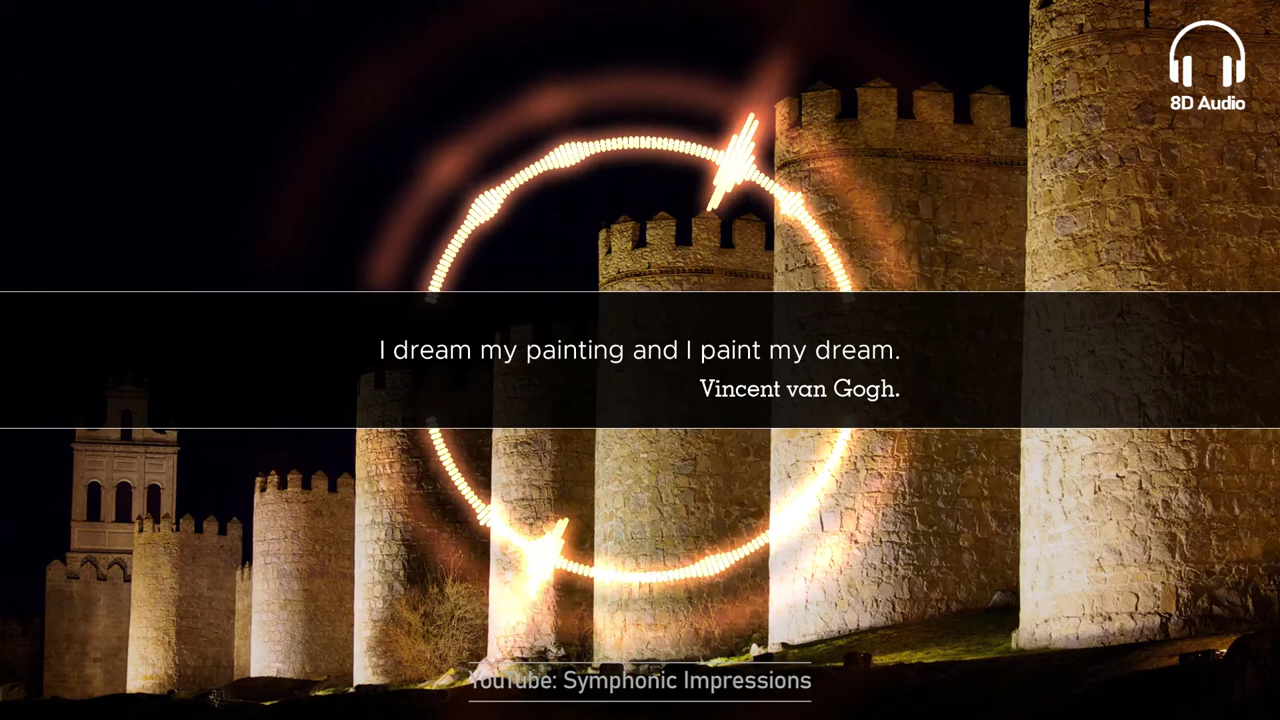 8D Audio
I dream my painting and I paint my dream.
Vincent van Gogh.
YouTube: Symphonic Impressions